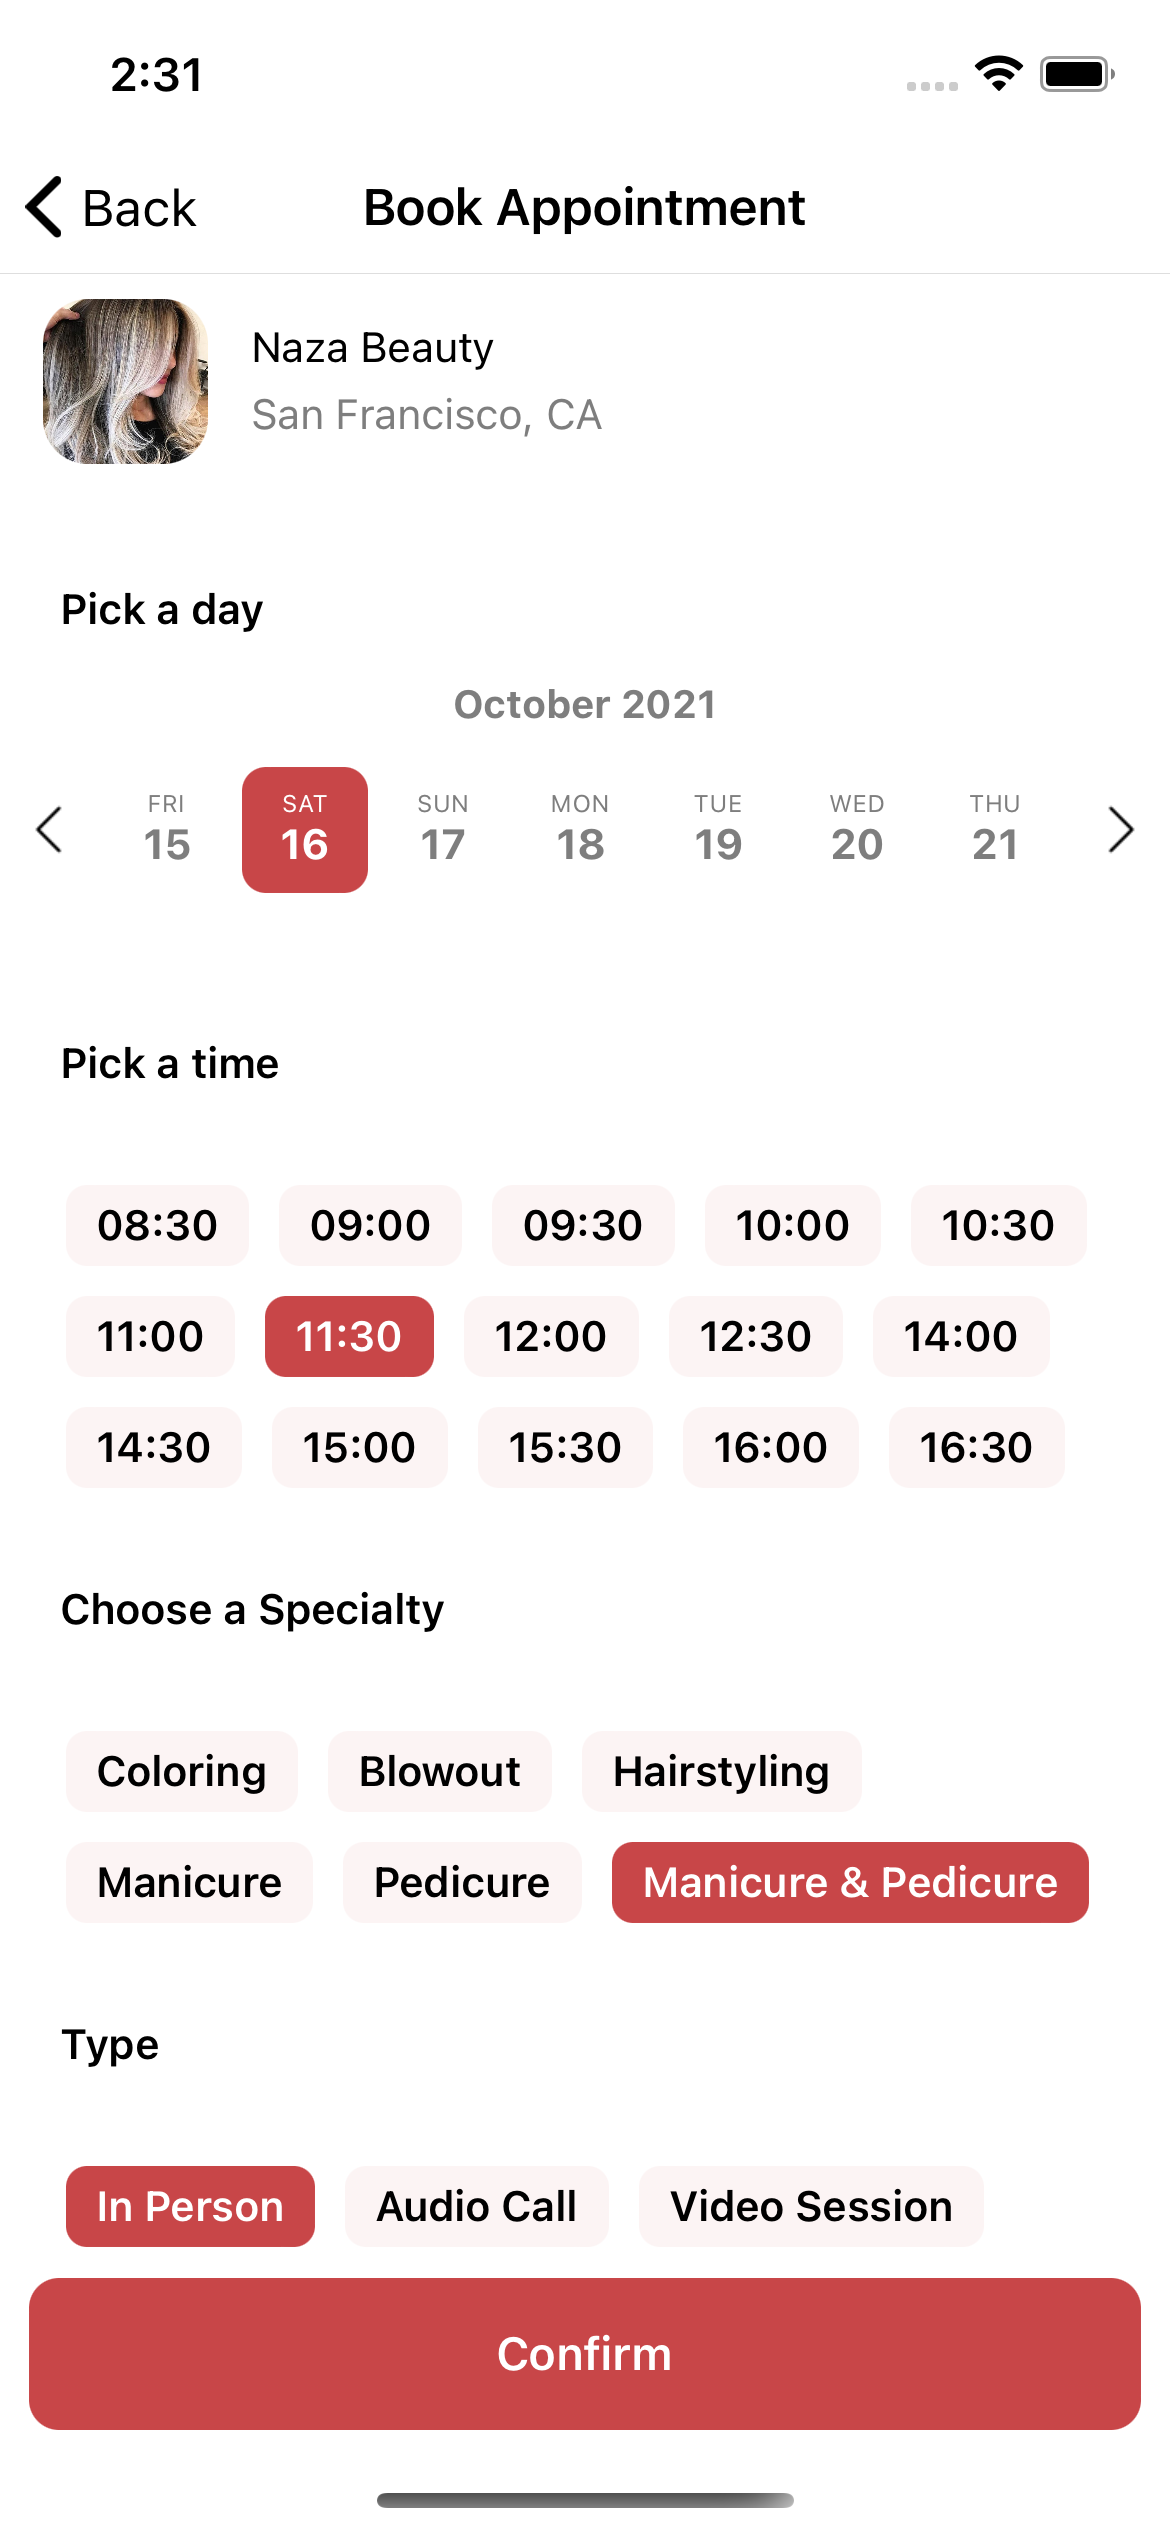 2:31
Back
Book Appointment
Naza Beauty
San Francisco, CA
Pick a day
October 2021
FRI SAT SUN MON TUE WED THU
15 16 17 18 19 20 21
Pick a time
08:30 09:00 09:30 10:00 10:30
11:00 11:30 12:00 12:30 14:00
14:30 15:00 15:30 16:00 16:30
Choose a Specialty
Coloring Blowout Hairstyling
Manicure Pedicure Manicure & Pedicure
Type
In Person Audio Call Video Session
Confirm